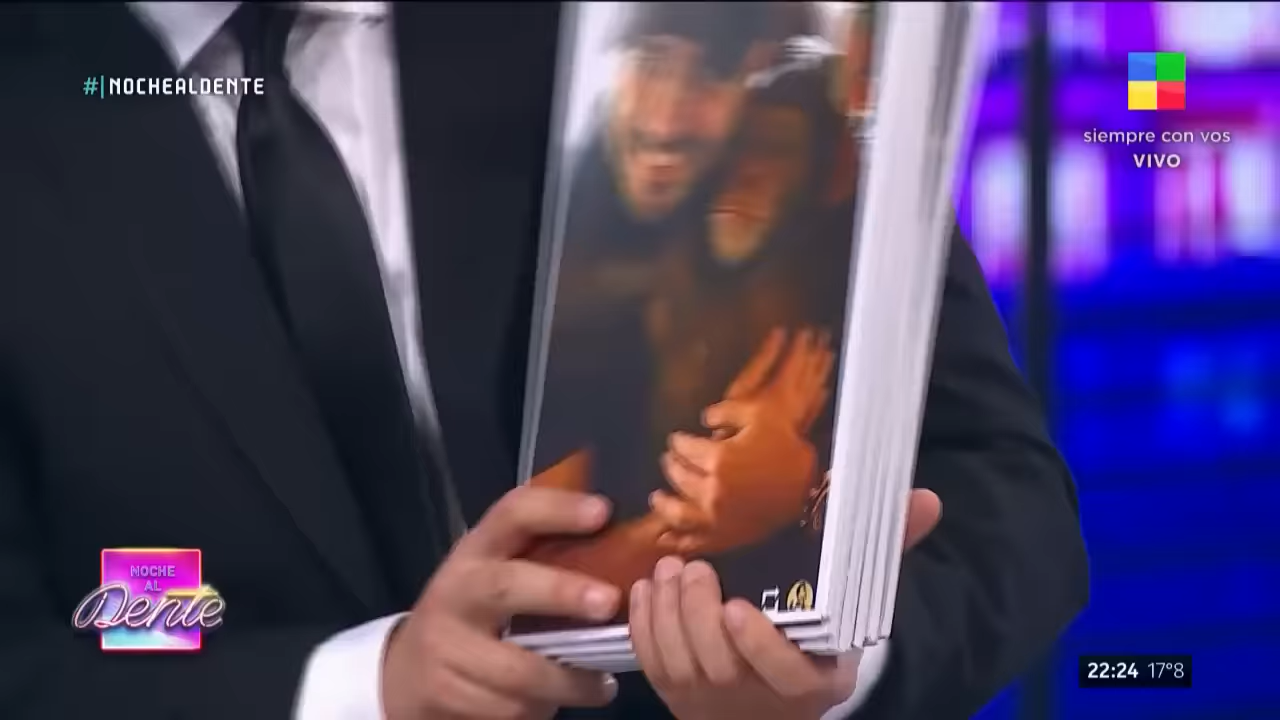 #|NOCHEALDENTE
siempre con vos
VIVO
NOCHE
AL
Dente
22:24 17°8